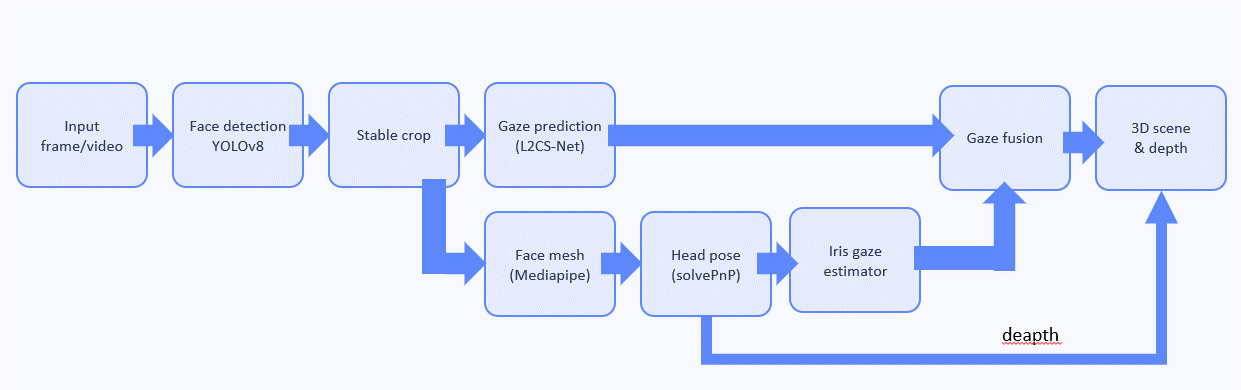 Input
frame/video
Face detection
YOLOv8
Stable crop
Gaze prediction
(L2CS-Net)
Gaze fusion
3D scene
& depth
Face mesh
(Mediapipe)
Head pose
(solvePnP)
Iris gaze
estimator
deapth